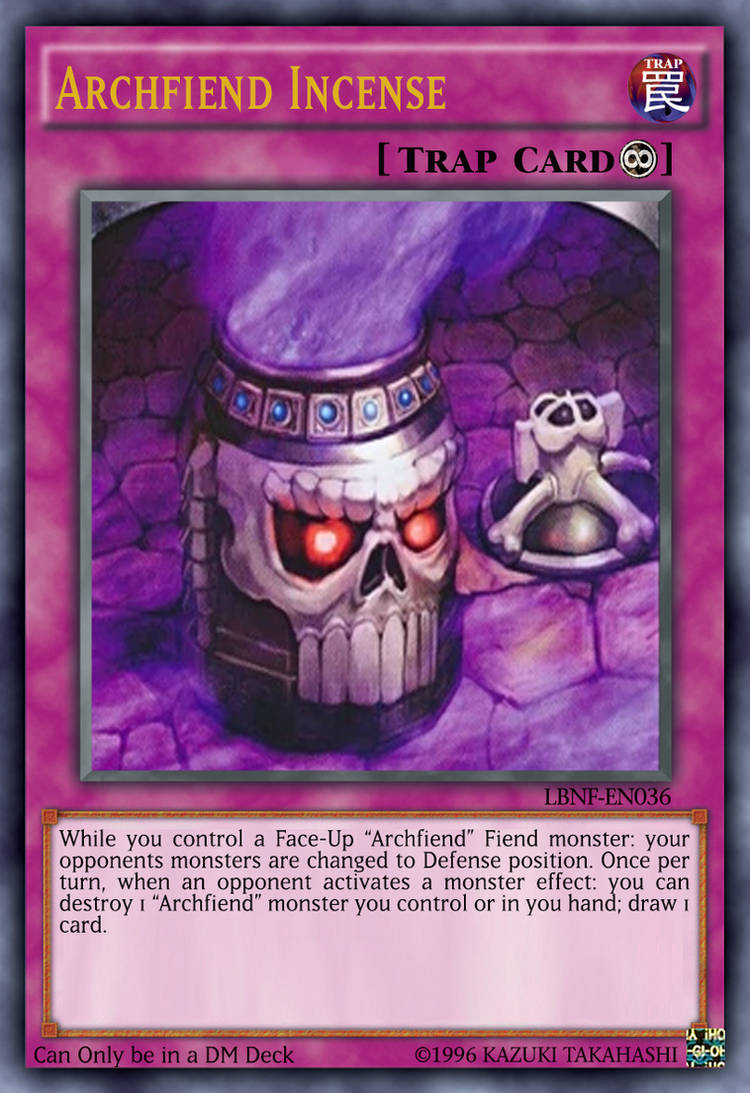 Archfiend Incense
TRAP
罠
[ Trap Card ]
LBNF-EN036
While you control a Face-Up “Archfiend” Fiend monster: your
opponents monsters are changed to Defense position. Once per
turn, when an opponent activates a monster effect: you can
destroy 1 “Archfiend” monster you control or in you hand; draw 1
card.
Can Only be in a DM Deck
©1996 KAZUKI TAKAHASHI